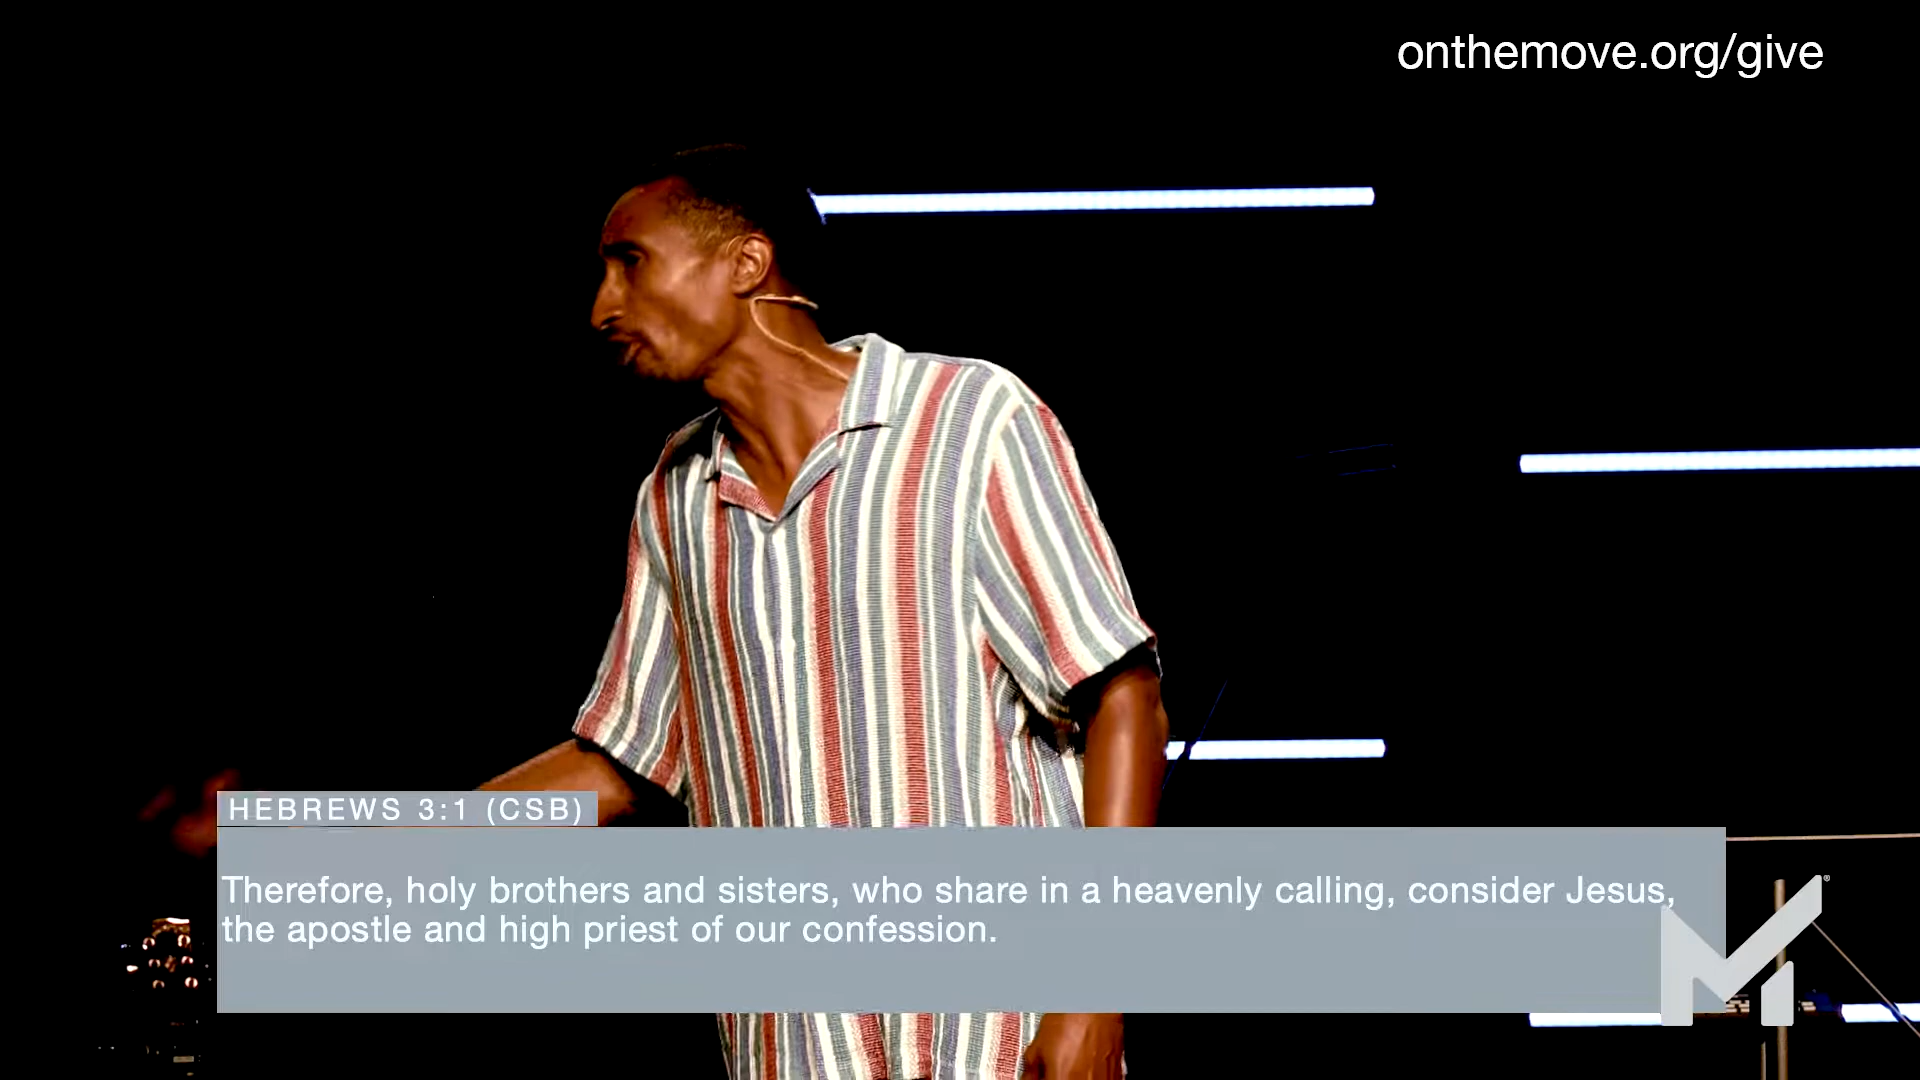 onthemove.org/give
HEBREWS 3:1 (CSB)
Therefore, holy brothers and sisters, who share in a heavenly calling, consider Jesus,
the apostle and high priest of our confession.